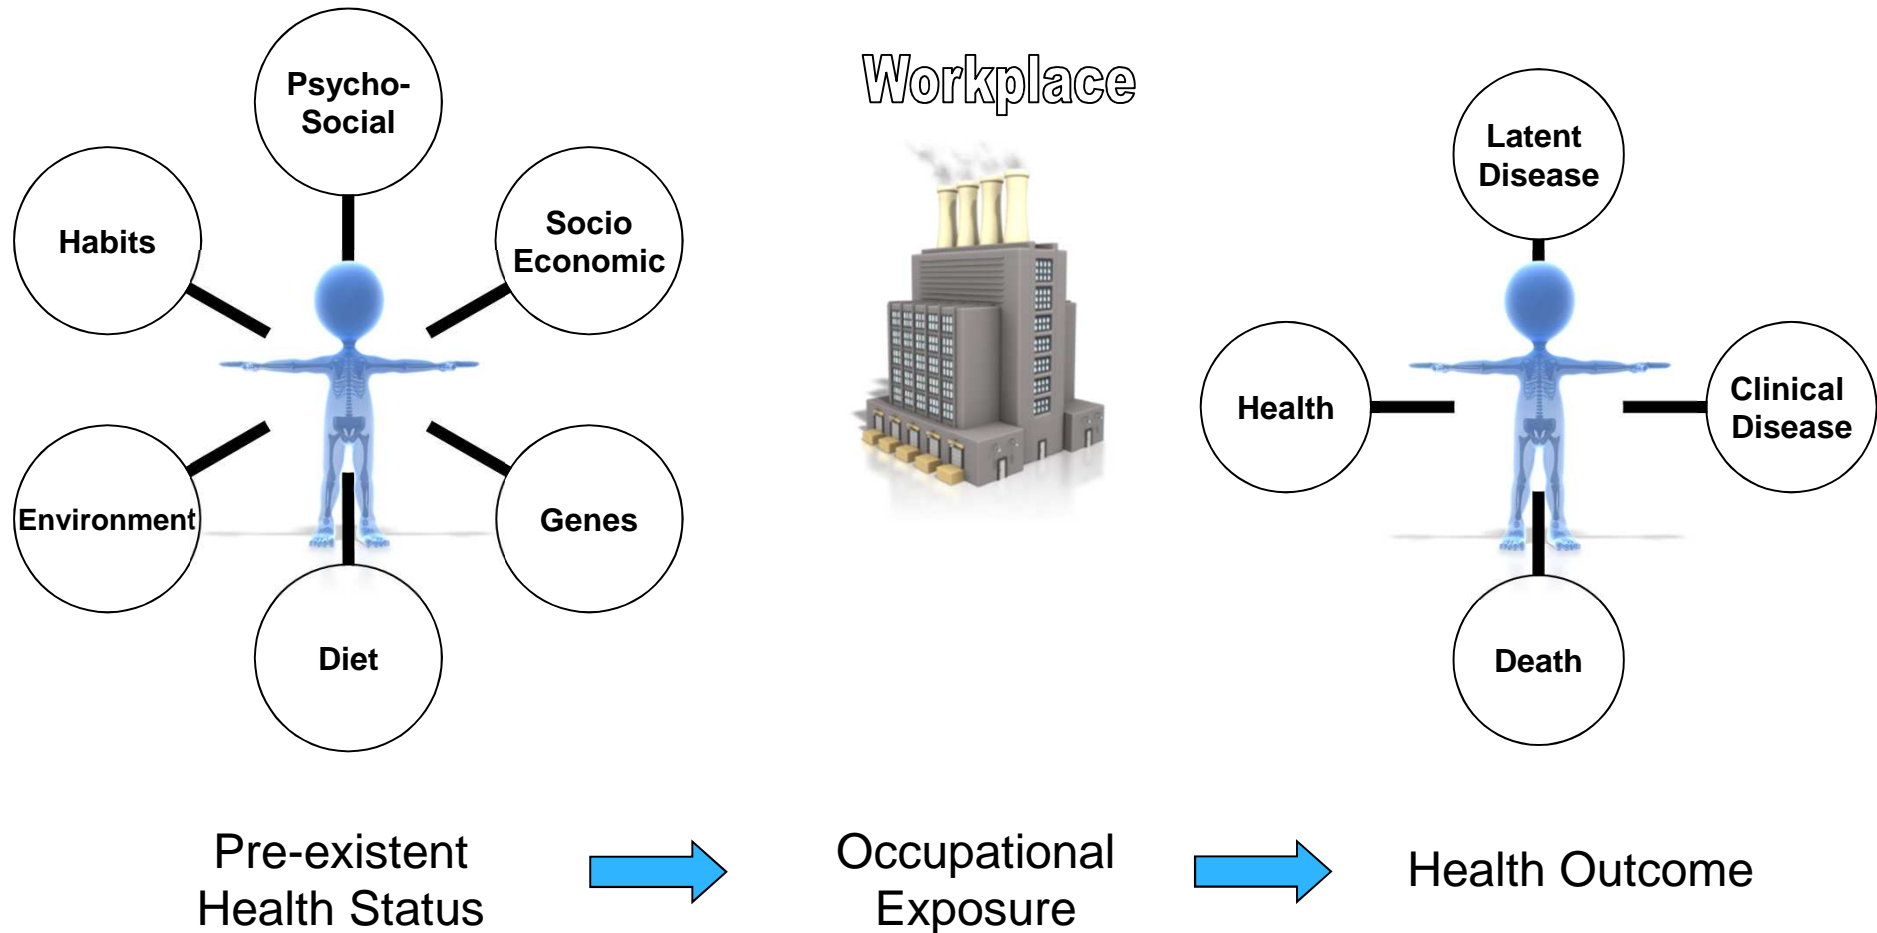 Psycho-
Social
Habits
Socio
Economic
Environment
Genes
Diet
Workplace
Latent
Disease
Health
Clinical
Disease
Death
Pre-existent
Health Status
Occupational
Exposure
Health Outcome